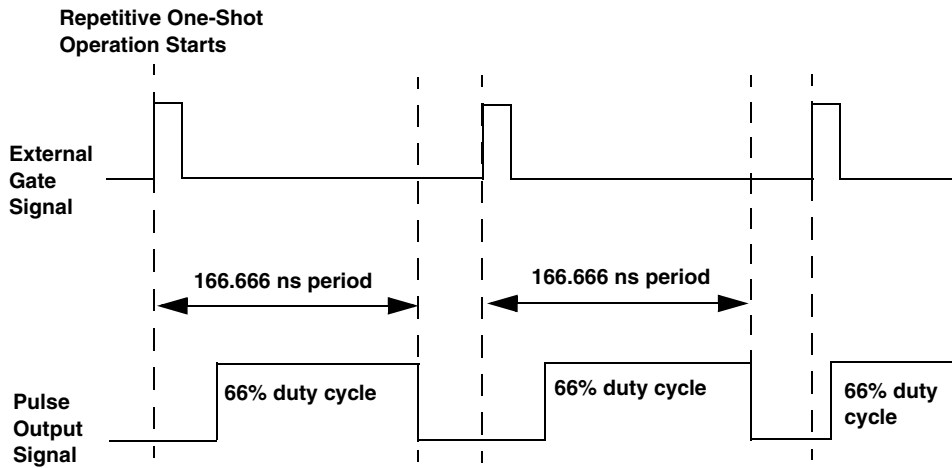 Repetitive One-Shot
Operation Starts
External
Gate
Signal
166.666 ns period
166.666 ns period
Pulse
Output
Signal
66% duty cycle
66% duty cycle
66% duty
cycle